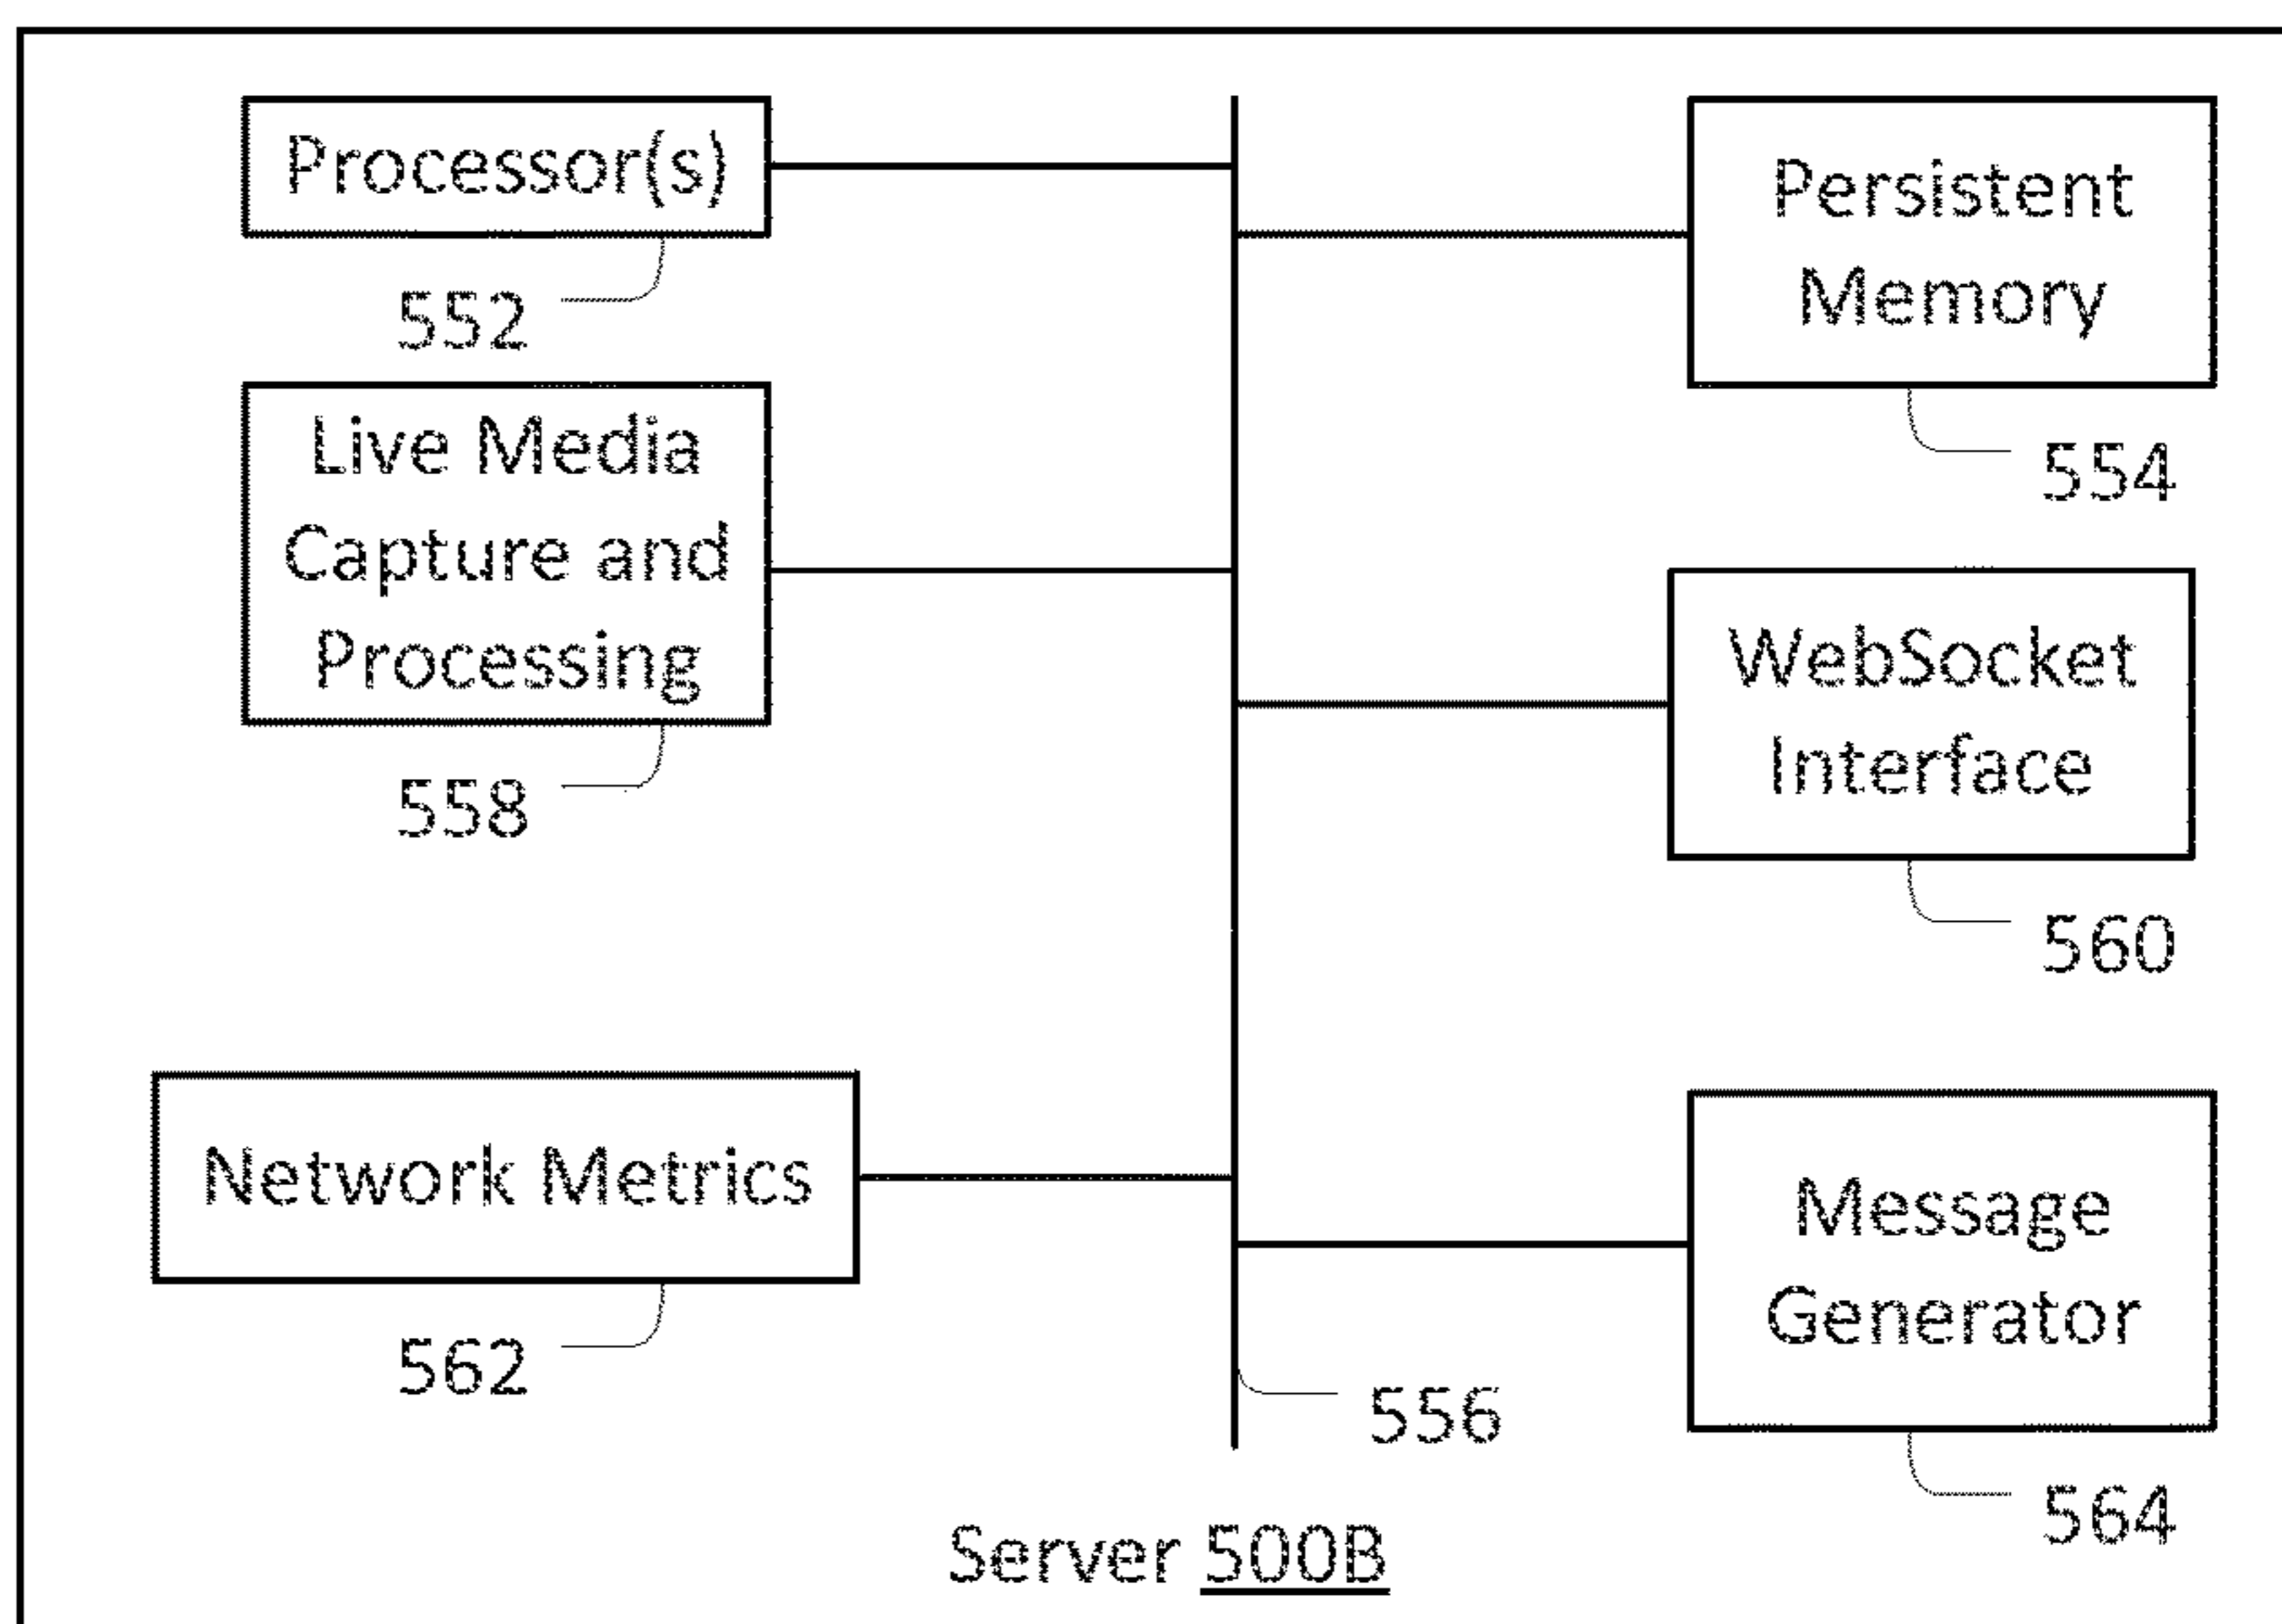 Processor(s)
552
Persistent
Memory
554
Live Media
Capture and
Processing
558
WebSocket
Interface
560
Network Metrics
562
Message
Generator
564
556
Server 500B